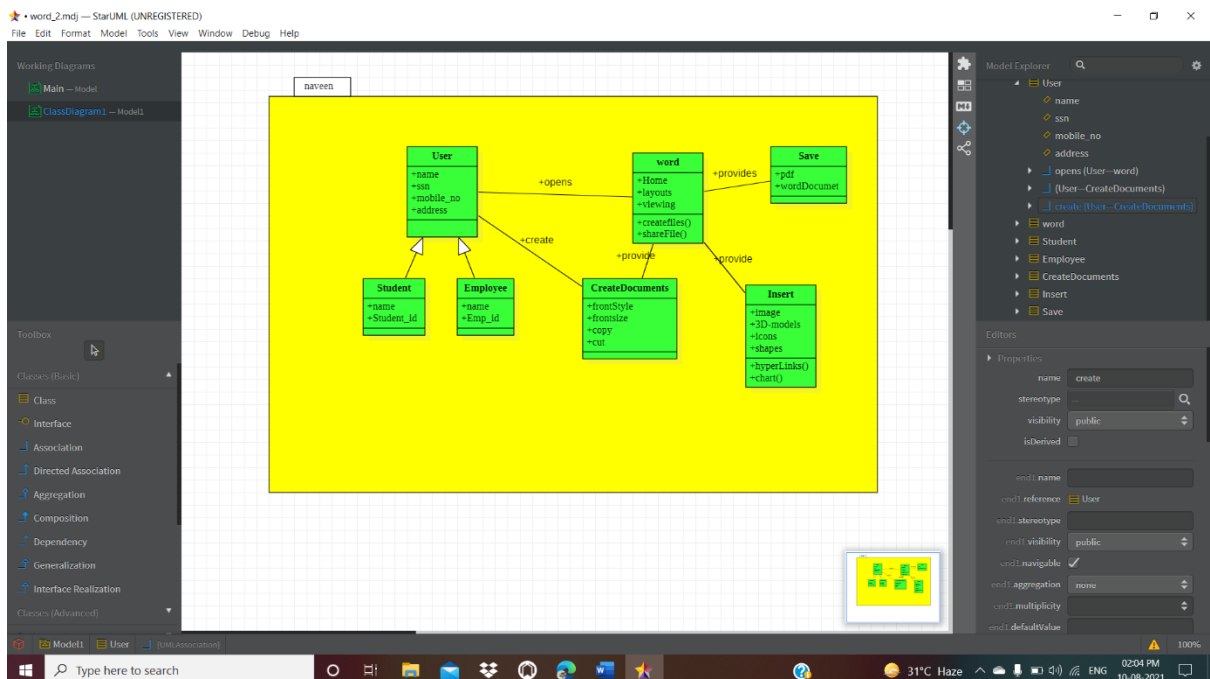 • word_2.mdj — StarUML (UNREGISTERED)
File Edit Format Model Tools View Window Debug Help
Working Diagrams
Main — Model
ClassDiagram1 — Model1
Toolbox
Classes (Basic)
Class
Interface
Association
Directed Association
Aggregation
Composition
Dependency
Generalization
Interface Realization
Classes (Advanced)
naveen
User
+name
+ssn
+mobile_no
+address
+opens
word
+Home
+layouts
+viewing
+createfiles()
+shareFile()
+provides
Save
+pdf
+wordDocumet
+create
+provide
+provide
Student
+name
+Student_id
Employee
+name
+Emp_id
CreateDocuments
+frontStyle
+frontsize
+copy
+cut
Insert
+image
+3D-models
+icons
+shapes
+hyperLinks()
+chart()
Model Explorer
User
name
ssn
mobile_no
address
opens (User—word)
(User—CreateDocuments)
create (User—CreateDocuments)
word
Student
Employee
CreateDocuments
Insert
Save
Editors
Properties
name create
stereotype ...
visibility public
isDerived
end1.name
end1.reference User
end1.stereotype
end1.visibility public
end1.navigable
end1.aggregation none
end1.multiplicity
end1.defaultValue
Model1 User [UMLAssociation]
100%
Type here to search
31°C Haze
ENG
02:04 PM
10-08-2021